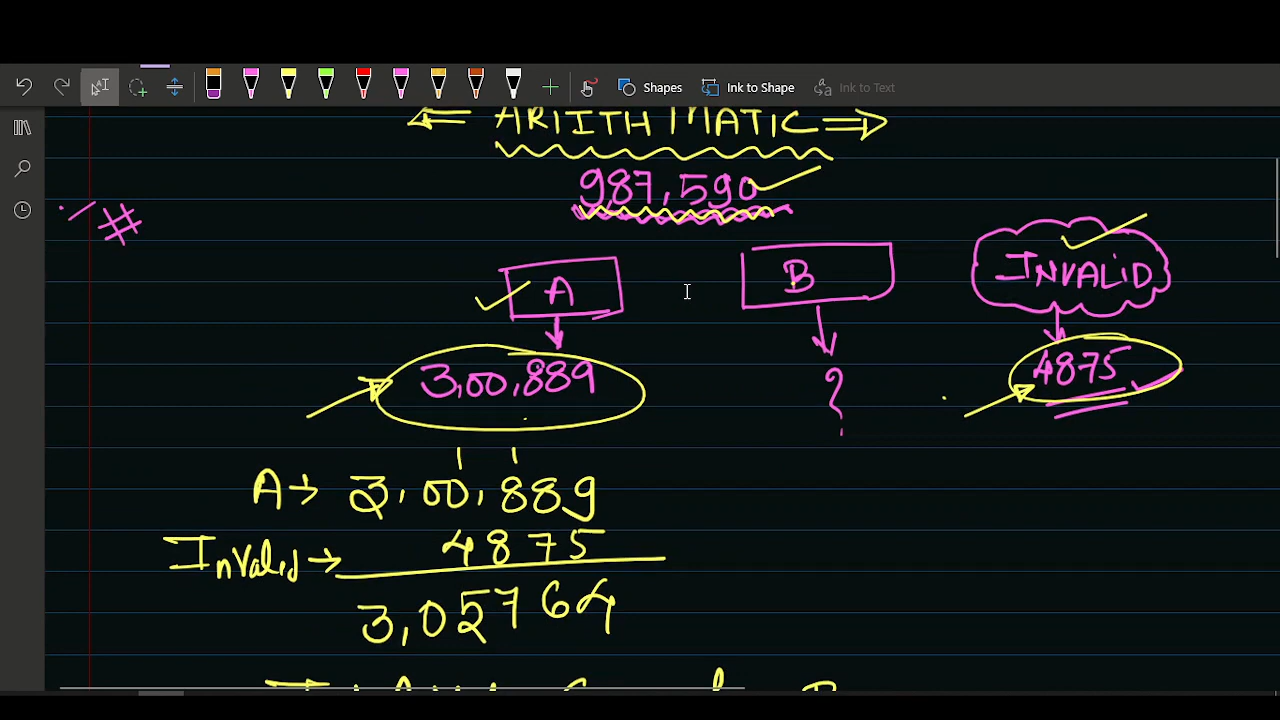 Shapes Ink to Shape Ink to Text
ARIITHMATIC
987,590
A B INVALID
3,00,889 ? 4875
A→ 3,00,889
Invalid→ 4875
3,05764